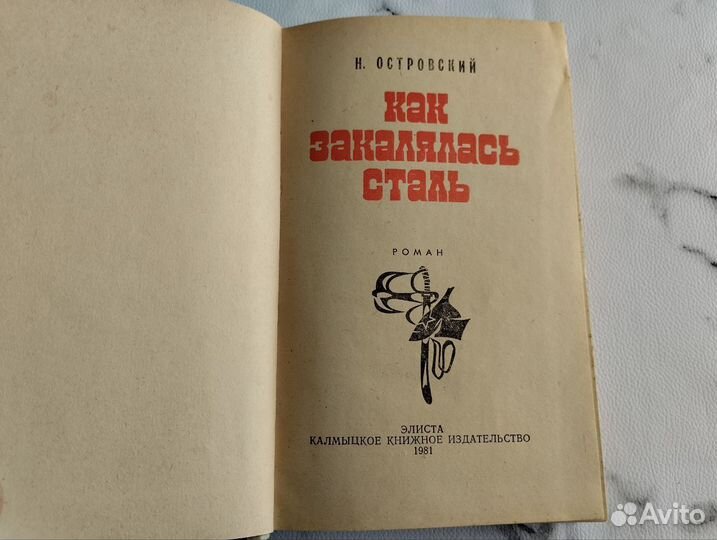 Н. ОСТРОВСКИЙ
КАК
ЗАКАЛЯЛАСЬ
СТАЛЬ
РОМАН
ЭЛИСТА
КАЛМЫЦКОЕ КНИЖНОЕ ИЗДАТЕЛЬСТВО
1981
Avito